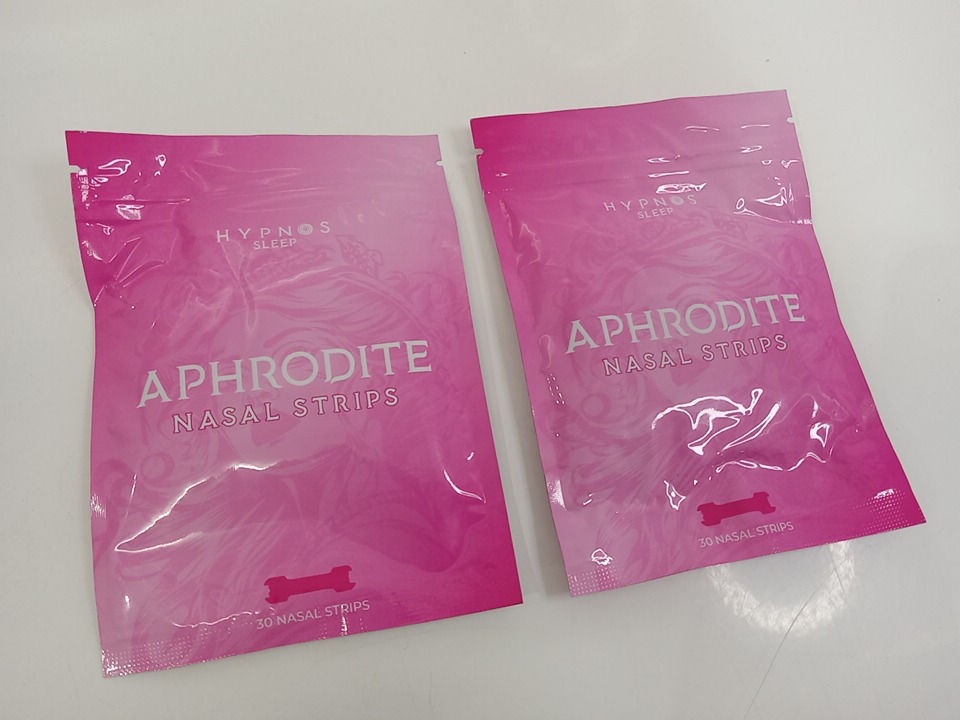 HYPNOS
SLEEP
APHRODITE
NASAL STRIPS
30 NASAL STRIPS
HYPNOS
SLEEP
APHRODITE
NASAL STRIPS
30 NASAL STRIPS